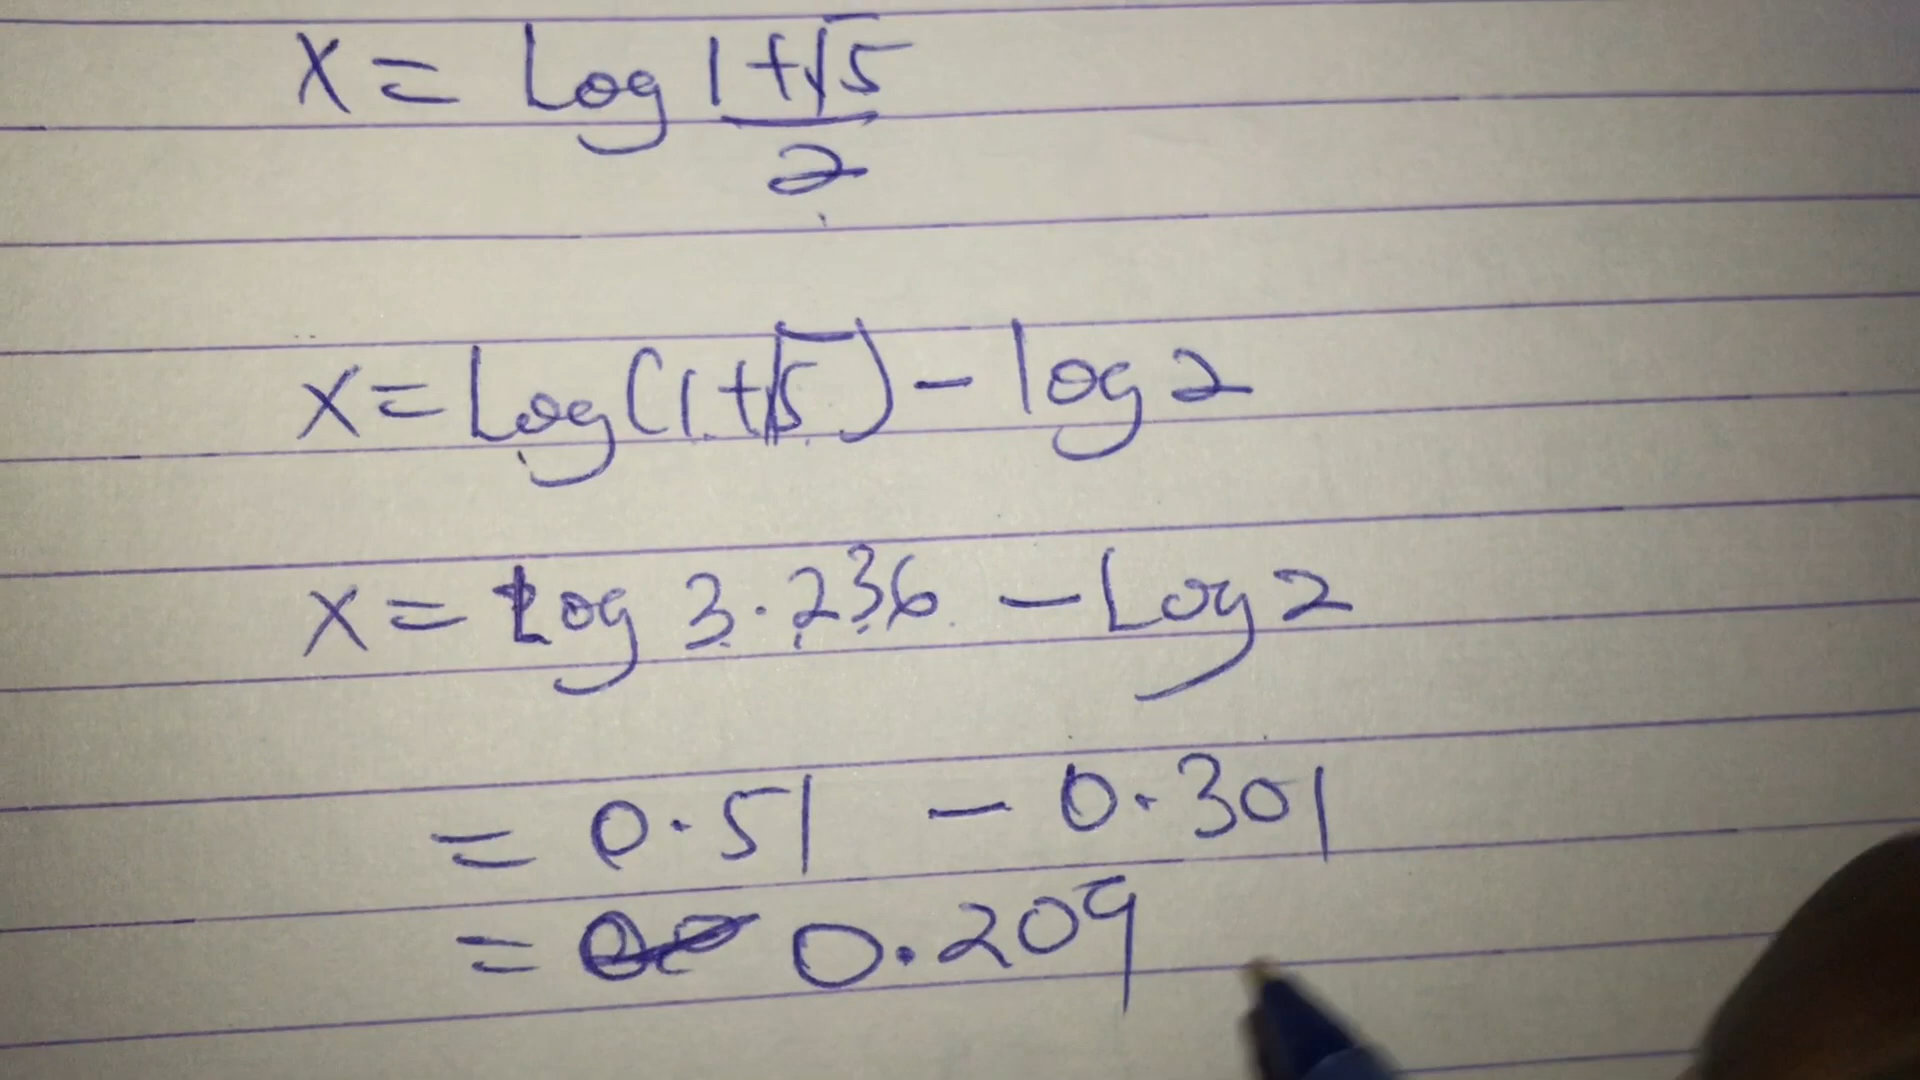 x = Log 1+√5
2
x = Log(1+√5) - log 2
x = Log 3.236 - Log 2
= 0.51 - 0.301
= 0.209